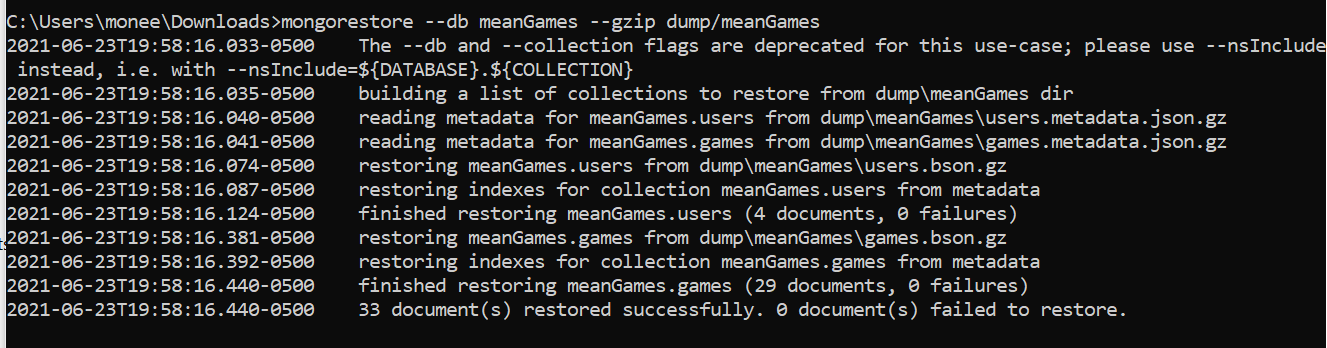 C:\Users\monee\Downloads>mongorestore --db meanGames --gzip dump/meanGames
2021-06-23T19:58:16.033-0500    The --db and --collection flags are deprecated for this use-case; please use --nsInclude
 instead, i.e. with --nsInclude=${DATABASE}.${COLLECTION}
2021-06-23T19:58:16.035-0500    building a list of collections to restore from dump\meanGames dir
2021-06-23T19:58:16.040-0500    reading metadata for meanGames.users from dump\meanGames\users.metadata.json.gz
2021-06-23T19:58:16.041-0500    reading metadata for meanGames.games from dump\meanGames\games.metadata.json.gz
2021-06-23T19:58:16.074-0500    restoring meanGames.users from dump\meanGames\users.bson.gz
2021-06-23T19:58:16.087-0500    restoring indexes for collection meanGames.users from metadata
2021-06-23T19:58:16.124-0500    finished restoring meanGames.users (4 documents, 0 failures)
2021-06-23T19:58:16.381-0500    restoring meanGames.games from dump\meanGames\games.bson.gz
2021-06-23T19:58:16.392-0500    restoring indexes for collection meanGames.games from metadata
2021-06-23T19:58:16.440-0500    finished restoring meanGames.games (29 documents, 0 failures)
2021-06-23T19:58:16.440-0500    33 document(s) restored successfully. 0 document(s) failed to restore.